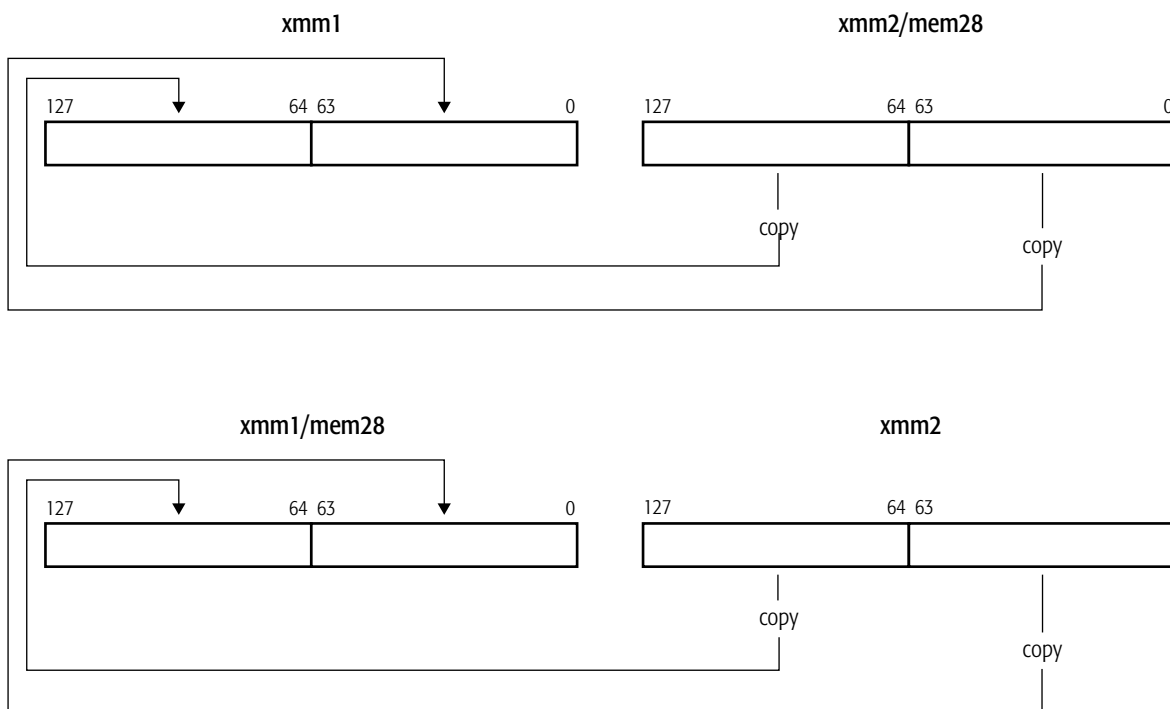 xmm1 xmm2/mem28
127 64 63 0 127 64 63 0
copy
copy
xmm1/mem28 xmm2
127 64 63 0 127 64 63
copy
copy